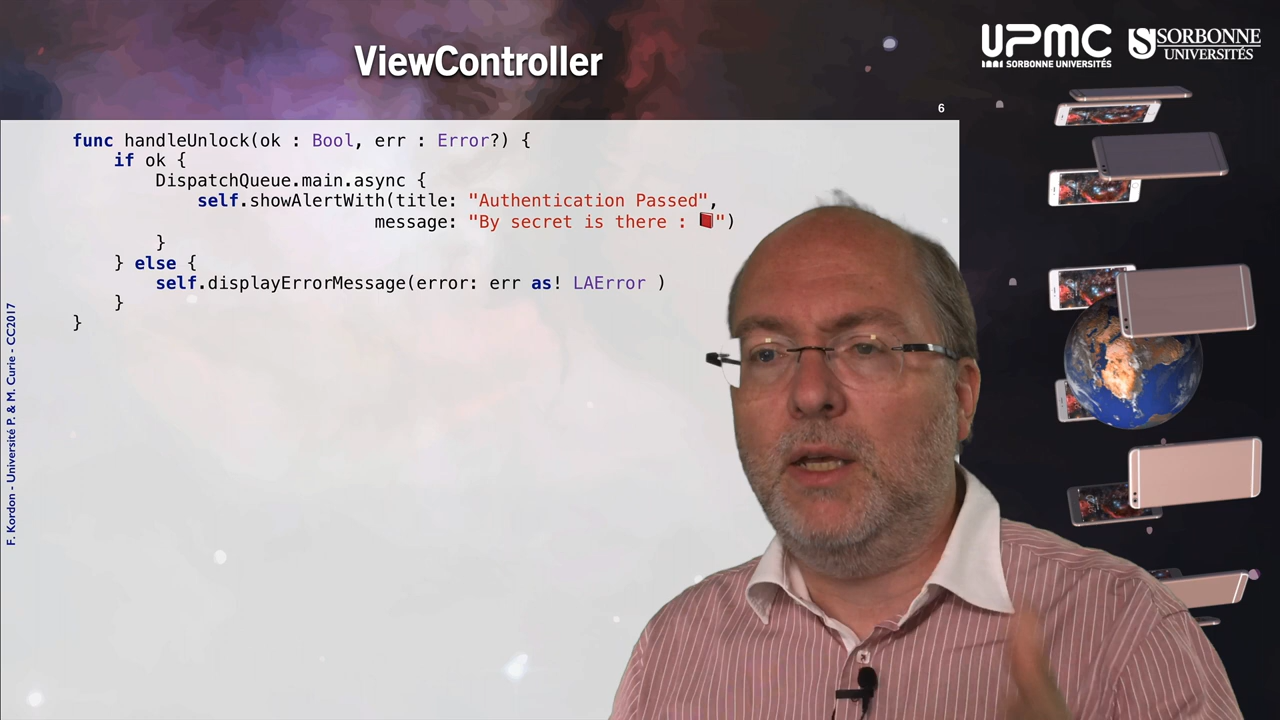 ViewController
UPMC
SORBONNE UNIVERSITÉS
SORBONNE
UNIVERSITÉS
6
func handleUnlock(ok : Bool, err : Error?) {
if ok {
DispatchQueue.main.async {
self.showAlertWith(title: "Authentication Passed",
message: "By secret is there : 📕")
}
} else {
self.displayErrorMessage(error: err as! LAError )
}
}
F. Kordon - Université P. & M. Curie - CC2017